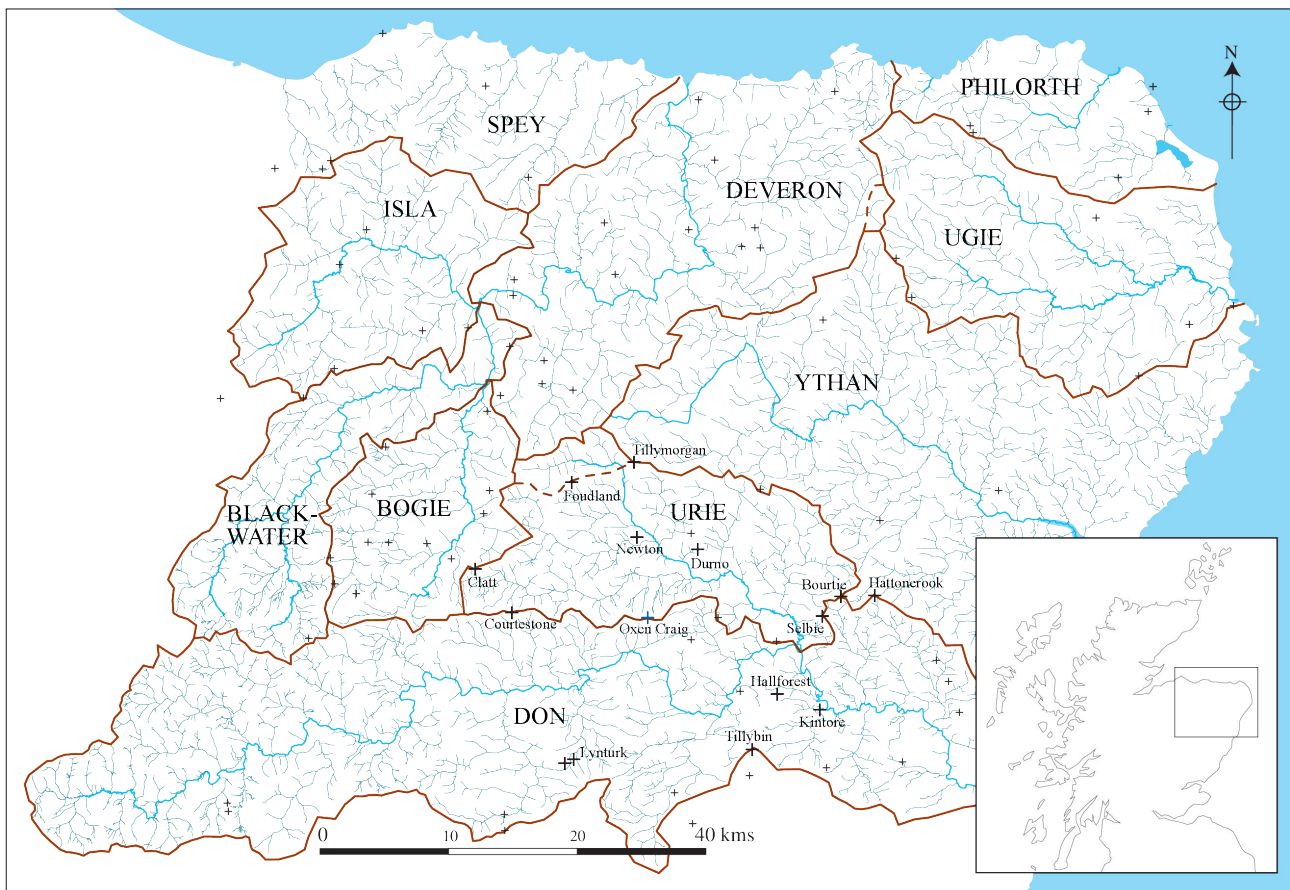 N
PHILORTH
SPEY
DEVERON
ISLA
UGIE
YTHAN
Tillymorgan
Foudland
BLACK-
WATER
BOGIE
URIE
Newton
Durno
Clatt
Bourtie
Hattonerook
Courtestone
Oxen Craig
Selbie
Hallforest
DON
Kintore
Tillybin
Lynturk
0
10
20
40 kms